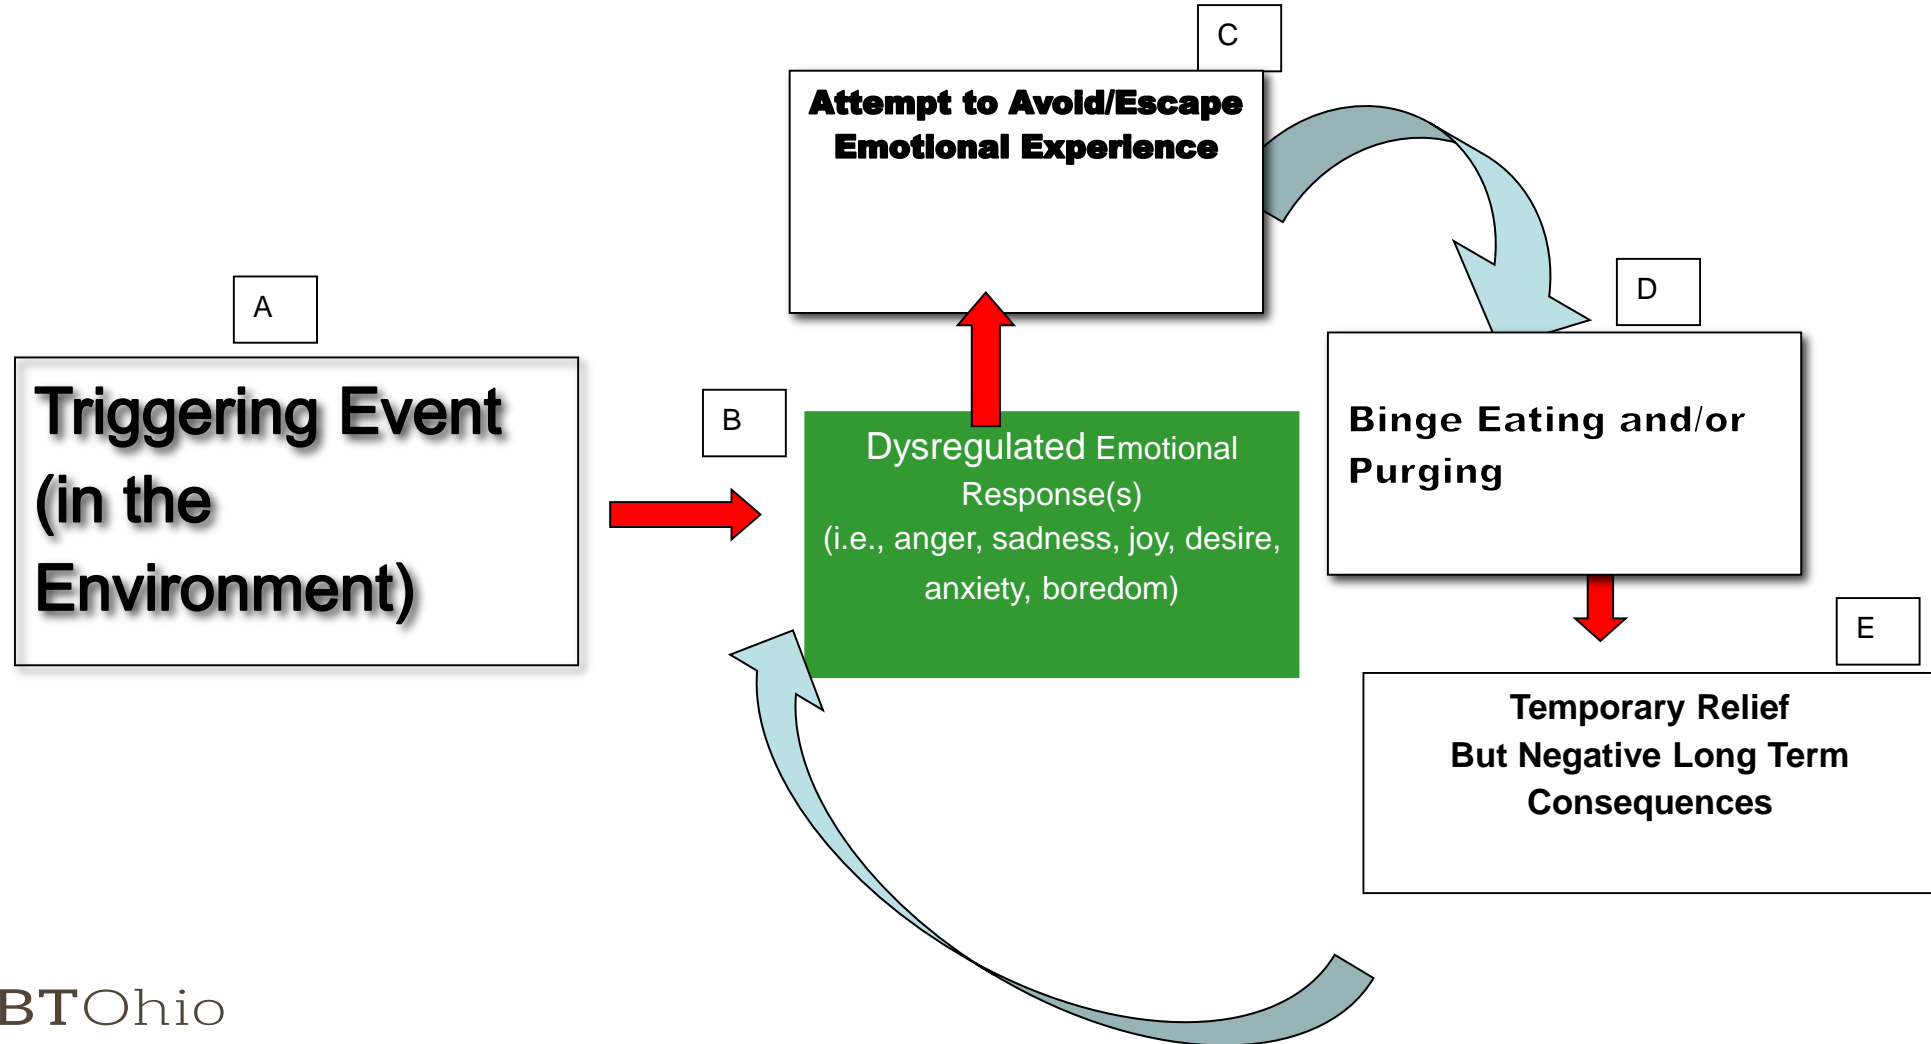 A
Triggering Event
(in the
Environment)
B
Dysregulated Emotional
Response(s)
(i.e., anger, sadness, joy, desire,
anxiety, boredom)
C
Attempt to Avoid/Escape
Emotional Experience
D
Binge Eating and/or
Purging
E
Temporary Relief
But Negative Long Term
Consequences
BTOhio